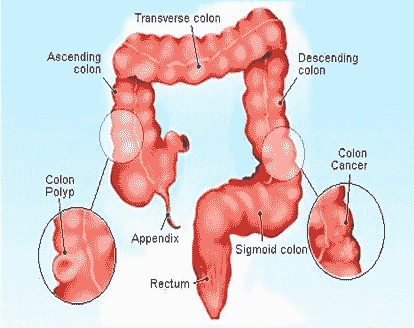 Transverse colon
Ascending
colon
Descending
colon
Colon
Polyp
Colon
Cancer
Appendix
Sigmoid colon
Rectum